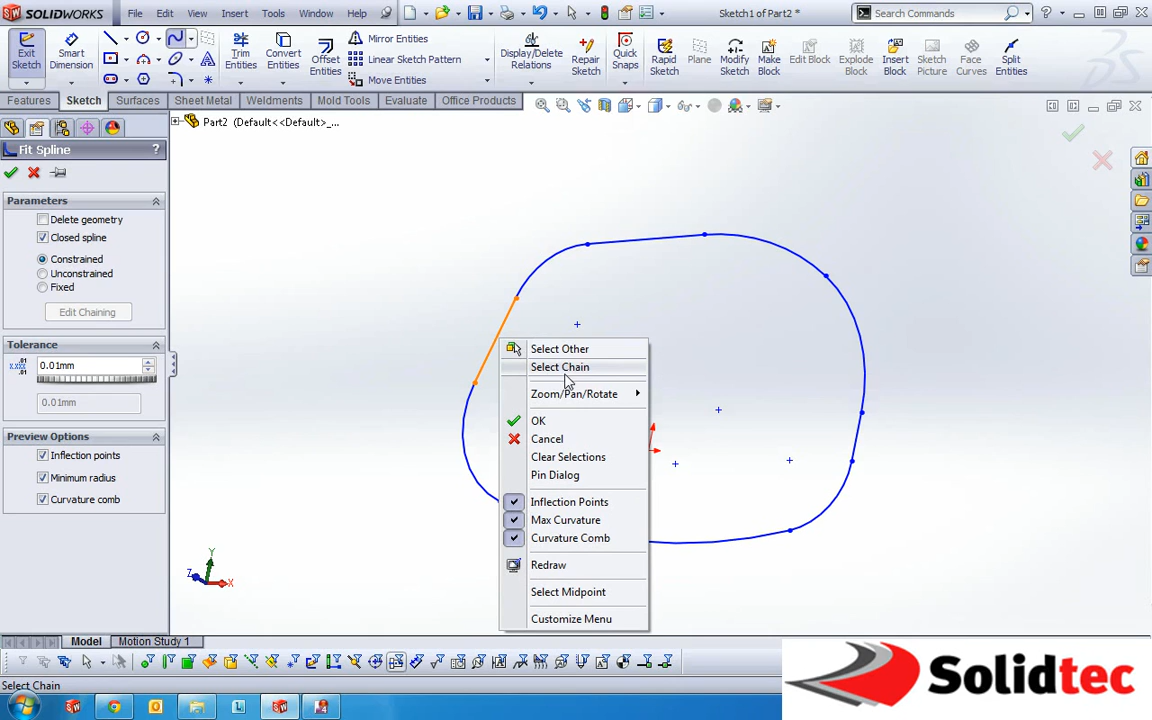 SOLIDWORKS
File Edit View Insert Tools Window Help
Sketch1 of Part2 *
Search Commands
Exit Sketch
Smart Dimension
Trim Entities
Convert Entities
Offset Entities
Mirror Entities
Linear Sketch Pattern
Move Entities
Display/Delete Relations
Repair Sketch
Quick Snaps
Rapid Sketch
Plane
Modify Sketch
Make Block
Edit Block
Explode Block
Insert Block
Sketch Picture
Face Curves
Split Entities
Features Sketch Surfaces Sheet Metal Weldments Mold Tools Evaluate Office Products
Part2 (Default<<Default>_...
Fit Spline ?
Parameters
Delete geometry
Closed spline
Constrained
Unconstrained
Fixed
Edit Chaining
Tolerance
0.01mm
0.01mm
Preview Options
Inflection points
Minimum radius
Curvature comb
Select Other
Select Chain
Zoom/Pan/Rotate
OK
Cancel
Clear Selections
Pin Dialog
Inflection Points
Max Curvature
Curvature Comb
Redraw
Select Midpoint
Customize Menu
Y
Z X
Model Motion Study 1
Select Chain
Solidtec